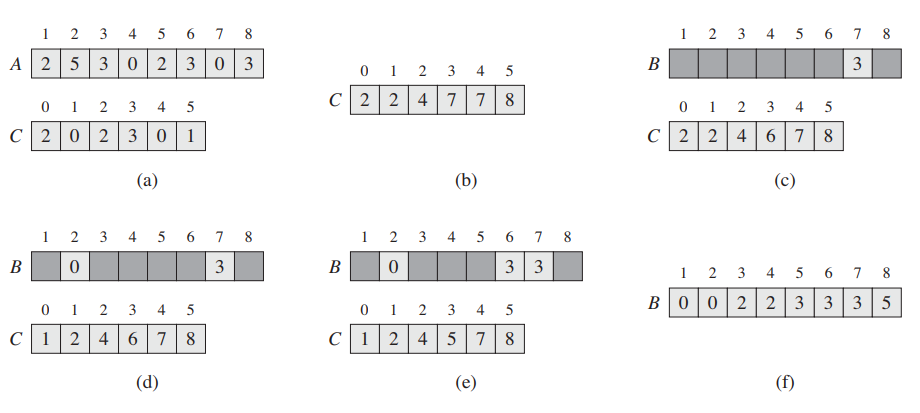 1 2 3 4 5 6 7 8
A 2 5 3 0 2 3 0 3
0 1 2 3 4 5
C 2 0 2 3 0 1
(a)
0 1 2 3 4 5
C 2 2 4 7 7 8
(b)
1 2 3 4 5 6 7 8
B 3
0 1 2 3 4 5
C 2 2 4 6 7 8
(c)
1 2 3 4 5 6 7 8
B 0 3
0 1 2 3 4 5
C 1 2 4 6 7 8
(d)
1 2 3 4 5 6 7 8
B 0 3 3
0 1 2 3 4 5
C 1 2 4 5 7 8
(e)
1 2 3 4 5 6 7 8
B 0 0 2 2 3 3 3 5
(f)